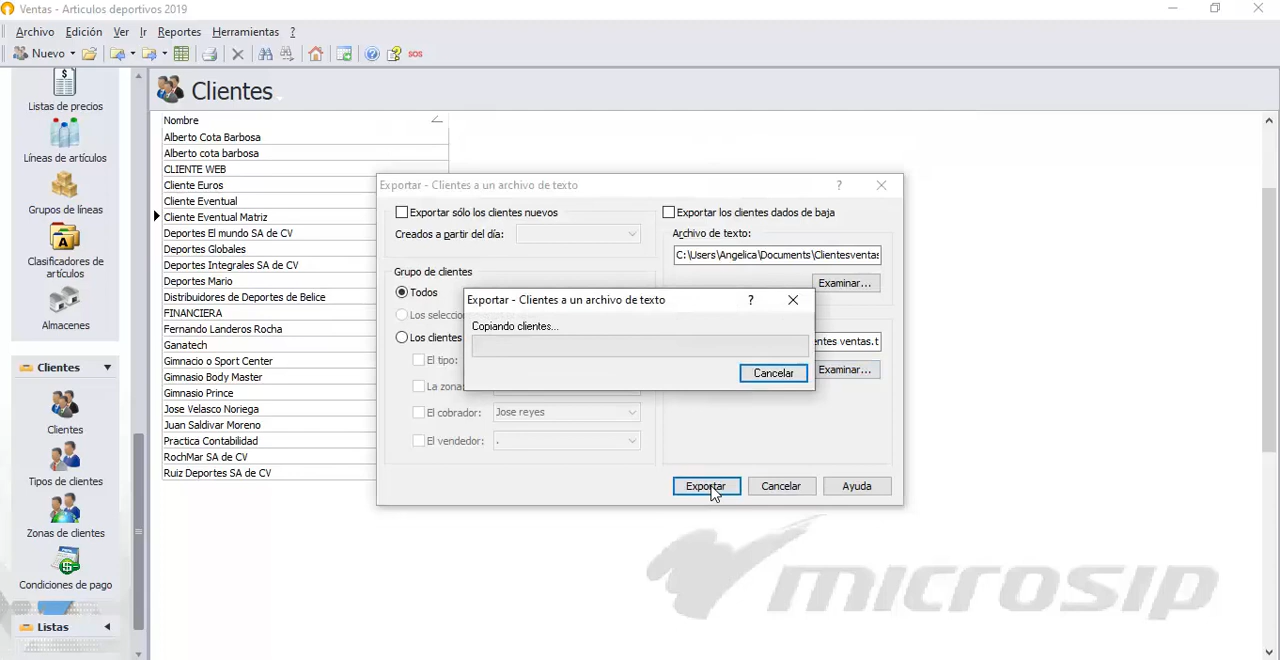 Ventas - Articulos deportivos 2019
Archivo Edición Ver Ir Reportes Herramientas ?
Nuevo
SOS
Listas de precios
Líneas de artículos
Grupos de líneas
Clasificadores de
artículos
Almacenes
Clientes
Clientes
Tipos de clientes
Zonas de clientes
Condiciones de pago
Listas
Clientes
Nombre
Alberto Cota Barbosa
Alberto cota barbosa
CLIENTE WEB
Cliente Euros
Cliente Eventual
Cliente Eventual Matriz
Deportes El mundo SA de CV
Deportes Globales
Deportes Integrales SA de CV
Deportes Mario
Distribuidores de Deportes de Belice
FINANCIERA
Fernando Landeros Rocha
Ganatech
Gimnacio o Sport Center
Gimnasio Body Master
Gimnasio Prince
Jose Velasco Noriega
Juan Saldivar Moreno
Practica Contabilidad
RochMar SA de CV
Ruiz Deportes SA de CV
Exportar - Clientes a un archivo de texto ?
Exportar sólo los clientes nuevos
Creados a partir del día:
Grupo de clientes
Todos
Los selecc
Los clientes
El tipo:
La zona
El cobrador: Jose reyes
El vendedor: .
Exportar los clientes dados de baja
Archivo de texto:
C:\Users\Angelica\Documents\Clientesventas
Examinar...
entes ventas.t
Examinar...
Exportar Cancelar Ayuda
Exportar - Clientes a un archivo de texto ?
Copiando clientes...
Cancelar
microsip